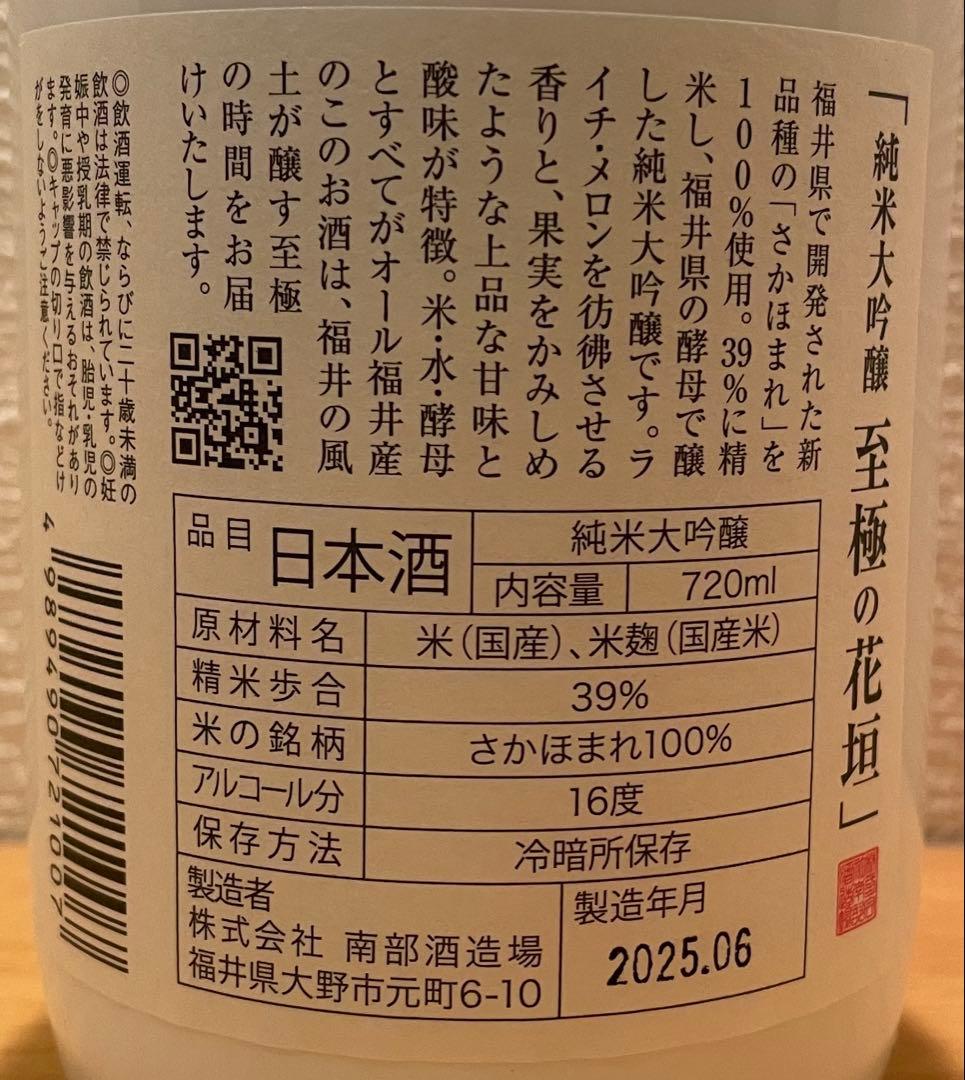 「純米大吟醸 至極の花垣」
福井県で開発された新
品種の「さかほまれ」を
100%使用。39%に精
米し、福井県の酵母で醸
した純米大吟醸です。ラ
イチ・メロンを彷彿させる
香りと、果実をかみしめ
たような上品な甘味と
酸味が特徴。米・水・酵母
とすべてがオール福井産
のこのお酒は、福井の風
土が醸す至極
の時間をお届
けいたします。
◎飲酒運転、ならびに二十歳未満の
飲酒は法律で禁じられています。◎妊
娠中や授乳期の飲酒は、胎児・乳児の
発育に悪影響を与えるおそれがあり
ます。◎キャップの切り口で指などけ
がをしないようご注意ください。
品目 日本酒 純米大吟醸
内容量 720ml
原材料名 米(国産)、米麹(国産米)
精米歩合 39%
米の銘柄 さかほまれ100%
アルコール分 16度
保存方法 冷暗所保存
製造者
株式会社 南部酒造場
福井県大野市元町6-10
製造年月
2025.06
4 989490 721007